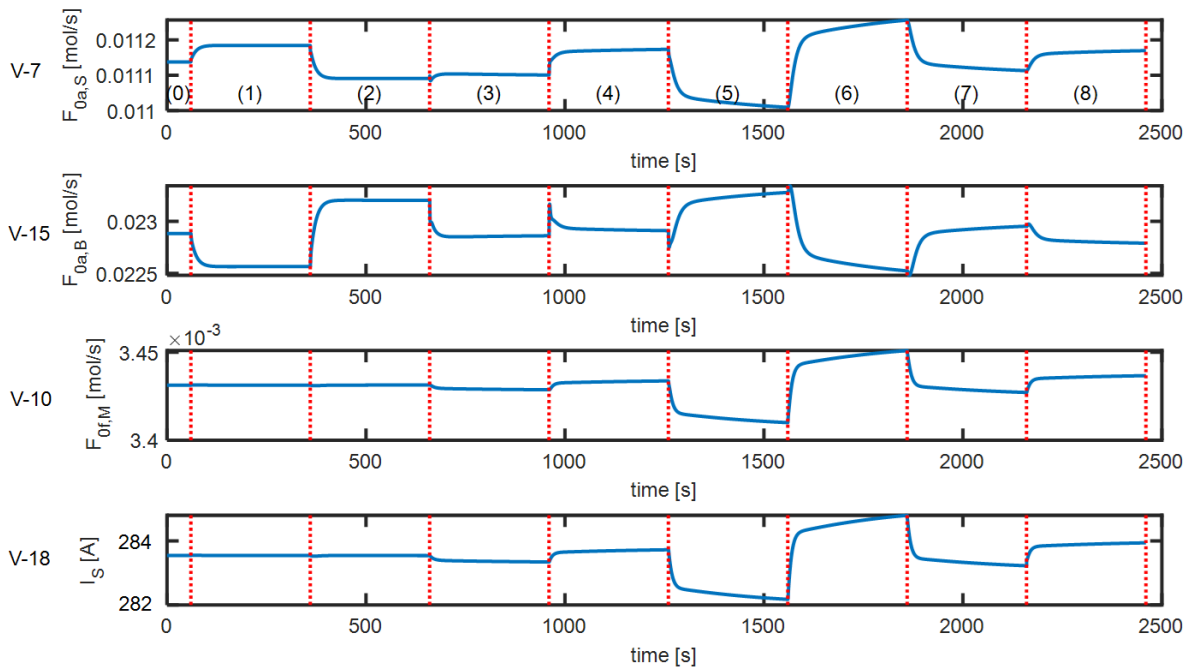 V-7
F0a,S [mol/s]
0.0112
0.0111
0.011
(0) (1) (2) (3) (4) (5) (6) (7) (8)
0 500 1000 1500 2000 2500
time [s]
V-15
F0a,B [mol/s]
0.023
0.0225
0 500 1000 1500 2000 2500
time [s]
V-10
F0f,M [mol/s]
×10-3
3.45
3.4
0 500 1000 1500 2000 2500
time [s]
V-18
IS [A]
284
282
0 500 1000 1500 2000 2500
time [s]